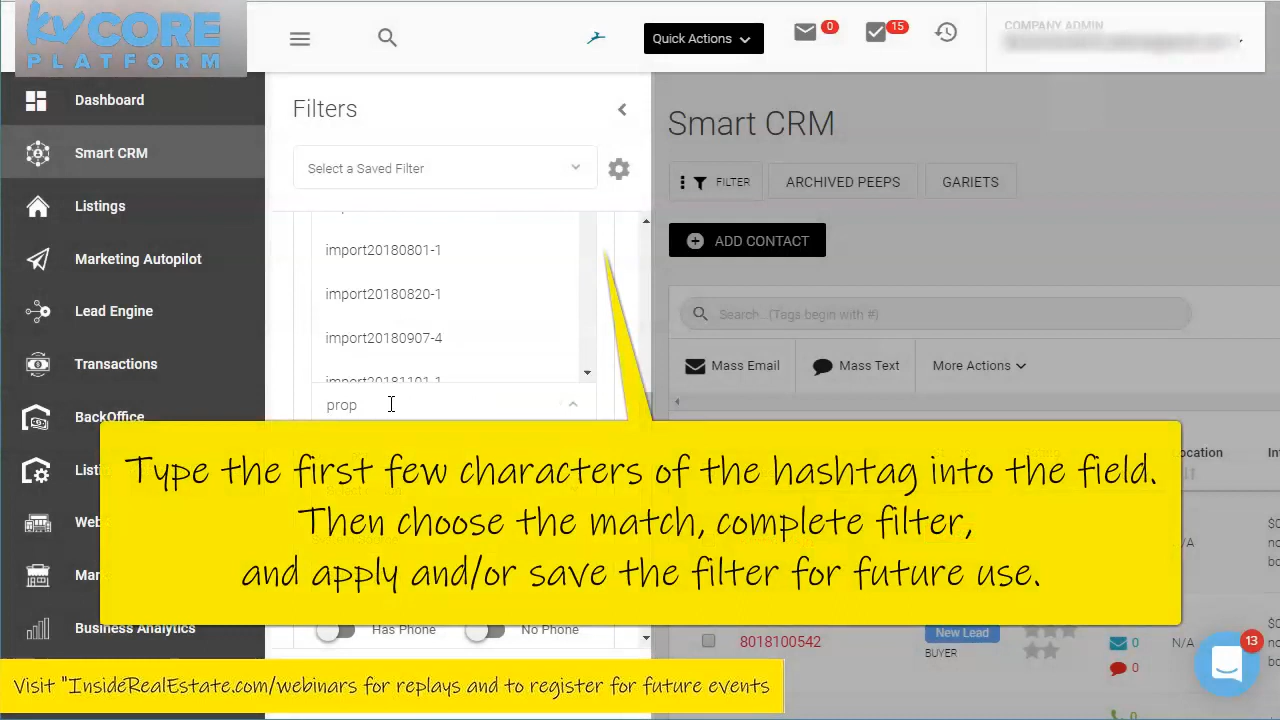 kvCORE
PLATFORM
Quick Actions
0
15
COMPANY ADMIN
Dashboard
Smart CRM
Listings
Marketing Autopilot
Lead Engine
Transactions
BackOffice
Business Analytics
Filters
Select a Saved Filter
import20180801-1
import20180820-1
import20180907-4
import20181101-1
prop
Has Phone
No Phone
Smart CRM
FILTER
ARCHIVED PEEPS
GARIETS
ADD CONTACT
Search...(Tags begin with #)
Mass Email
Mass Text
More Actions
Type the first few characters of the hashtag into the field.
Then choose the match, complete filter,
and apply and/or save the filter for future use.
8018100542
New Lead
BUYER
0
0
0
N/A
13
Visit "InsideRealEstate.com/webinars for replays and to register for future events